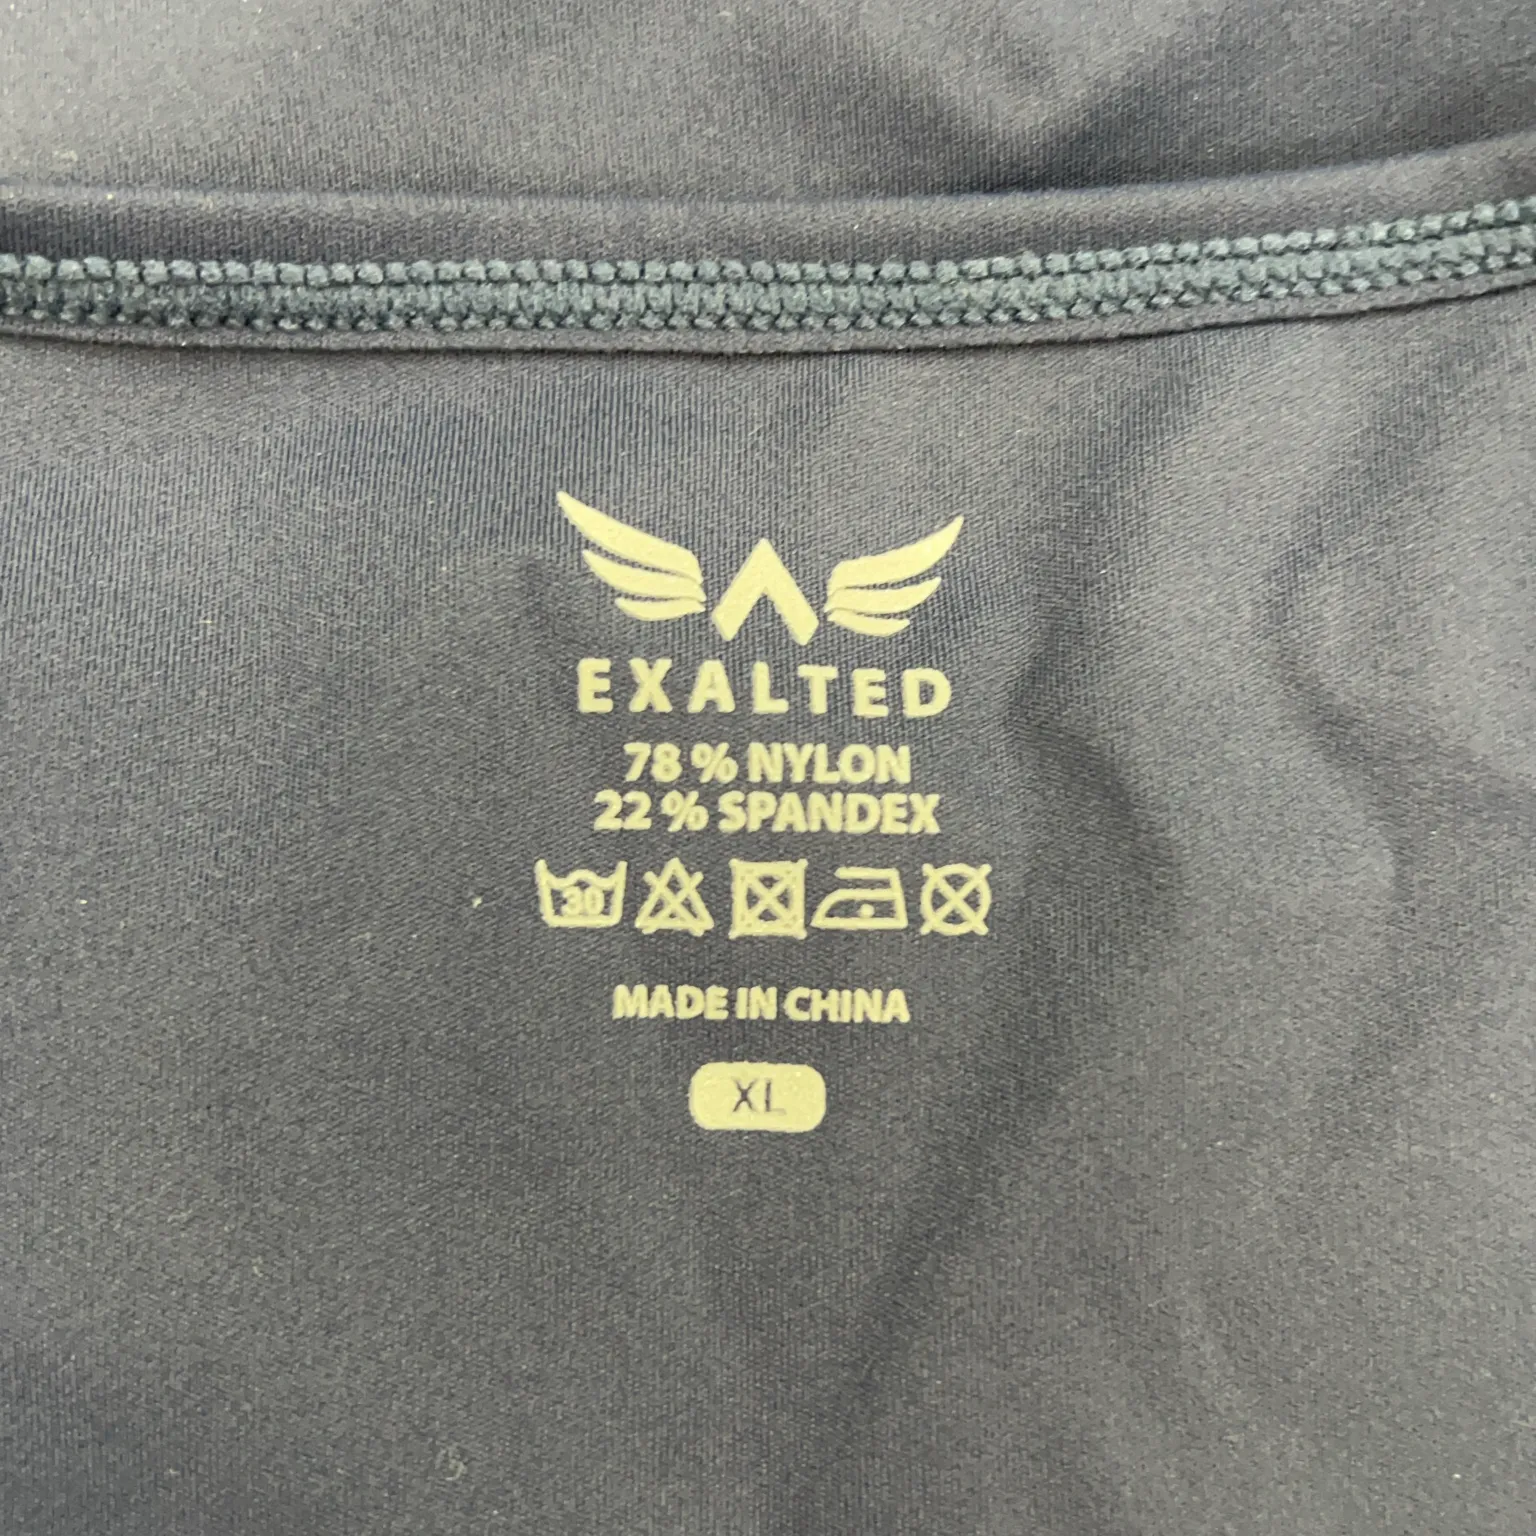 EXALTED
78 % NYLON
22 % SPANDEX
30
MADE IN CHINA
XL